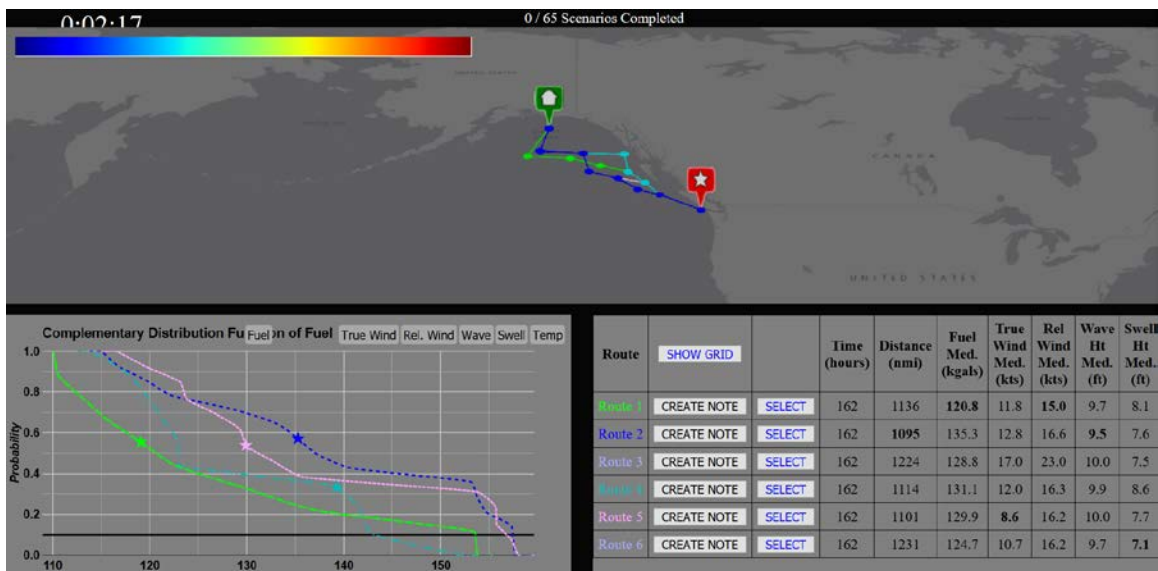 0:02:17
0 / 65 Scenarios Completed
CANADA
UNITED STATES
Complementary Distribution Fu Fuel on of Fuel True Wind Rel. Wind Wave Swell Temp
1.0
0.8
0.6
0.4
0.2
0.0
Probability
110 120 130 140 150
Route SHOW GRID Time (hours) Distance (nmi) Fuel Med. (kgals) True Wind Med. (kts) Rel Wind Med. (kts) Wave Ht Med. (ft) Swell Ht Med. (ft)
Route 1 CREATE NOTE SELECT 162 1136 120.8 11.8 15.0 9.7 8.1
Route 2 CREATE NOTE SELECT 162 1095 135.3 12.8 16.6 9.5 7.6
Route 3 CREATE NOTE SELECT 162 1224 128.8 17.0 23.0 10.0 7.5
Route 4 CREATE NOTE SELECT 162 1114 131.1 12.0 16.3 9.9 8.6
Route 5 CREATE NOTE SELECT 162 1101 129.9 8.6 16.2 10.0 7.7
Route 6 CREATE NOTE SELECT 162 1231 124.7 10.7 16.2 9.7 7.1